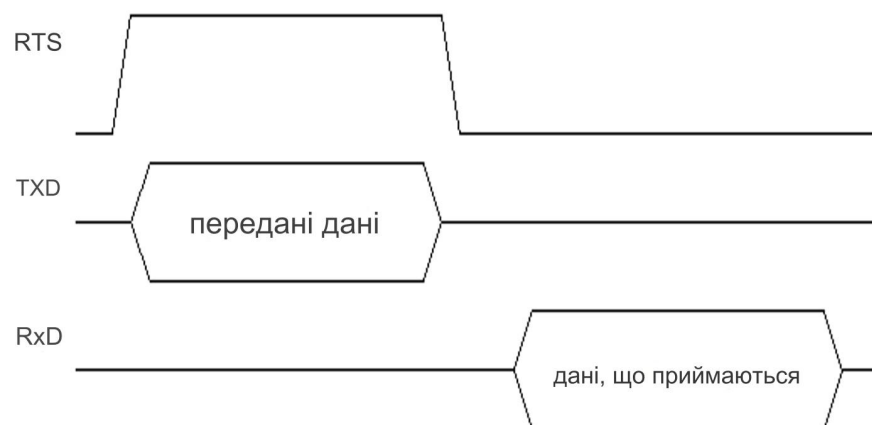 RTS
TXD
передані дані
RxD
дані, що приймаються